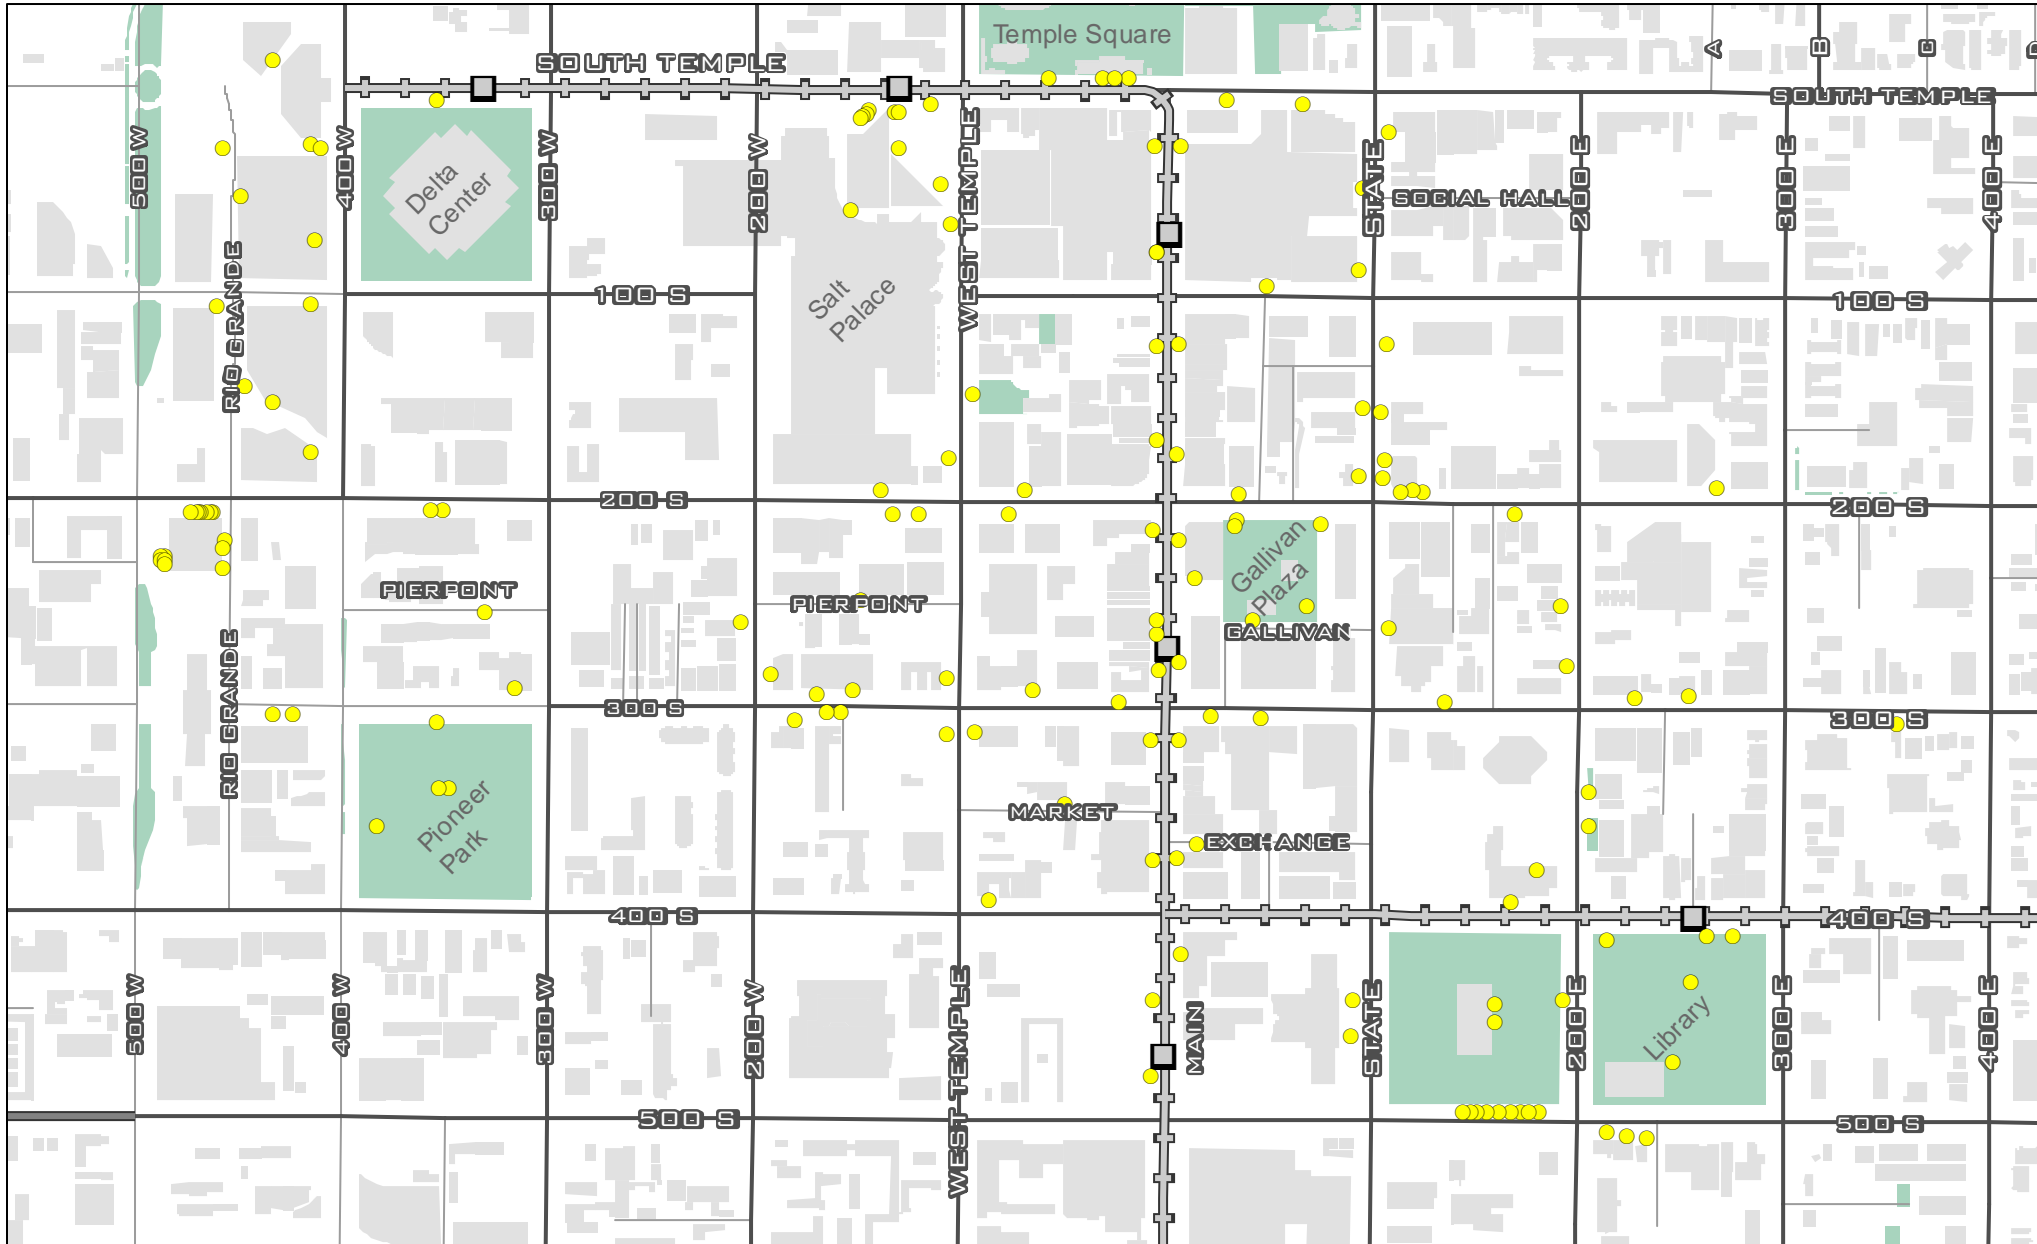 Temple Square
SOUTH TEMPLE
A
B
C
D
SOUTH TEMPLE
500 W
400 W
300 W
200 W
WEST TEMPLE
STATE
200 E
300 E
400 E
Delta
Center
SOCIAL HALL
RIO GRANDE
100 S
Salt
Palace
100 S
200 S
200 S
PIERPONT
PIERPONT
Gallivan
Plaza
GALLIVAN
RIO GRANDE
300 S
300 S
Pioneer
Park
MARKET
EXCHANGE
400 S
400 S
500 W
400 W
300 W
200 W
WEST TEMPLE
MAIN
STATE
200 E
Library
300 E
400 E
500 S
500 S